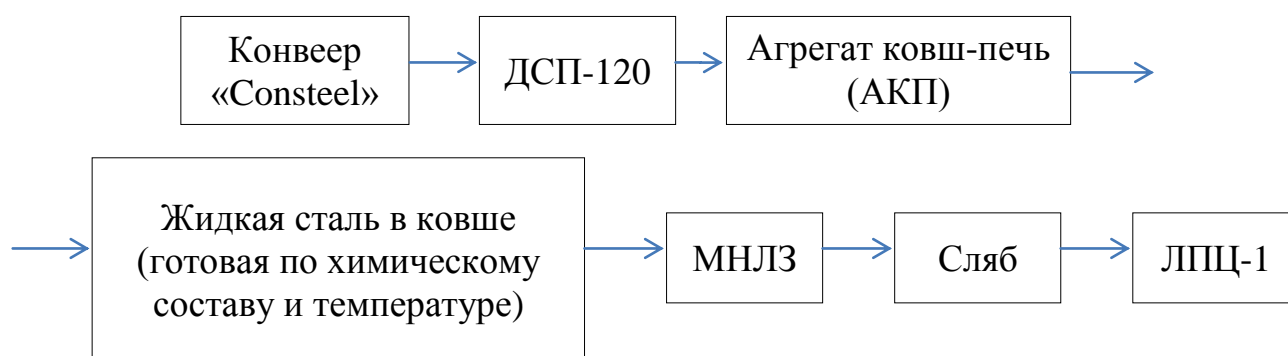 Конвеер
«Consteel»
ДСП-120
Агрегат ковш-печь
(АКП)
Жидкая сталь в ковше
(готовая по химическому
составу и температуре)
МНЛЗ
Сляб
ЛПЦ-1